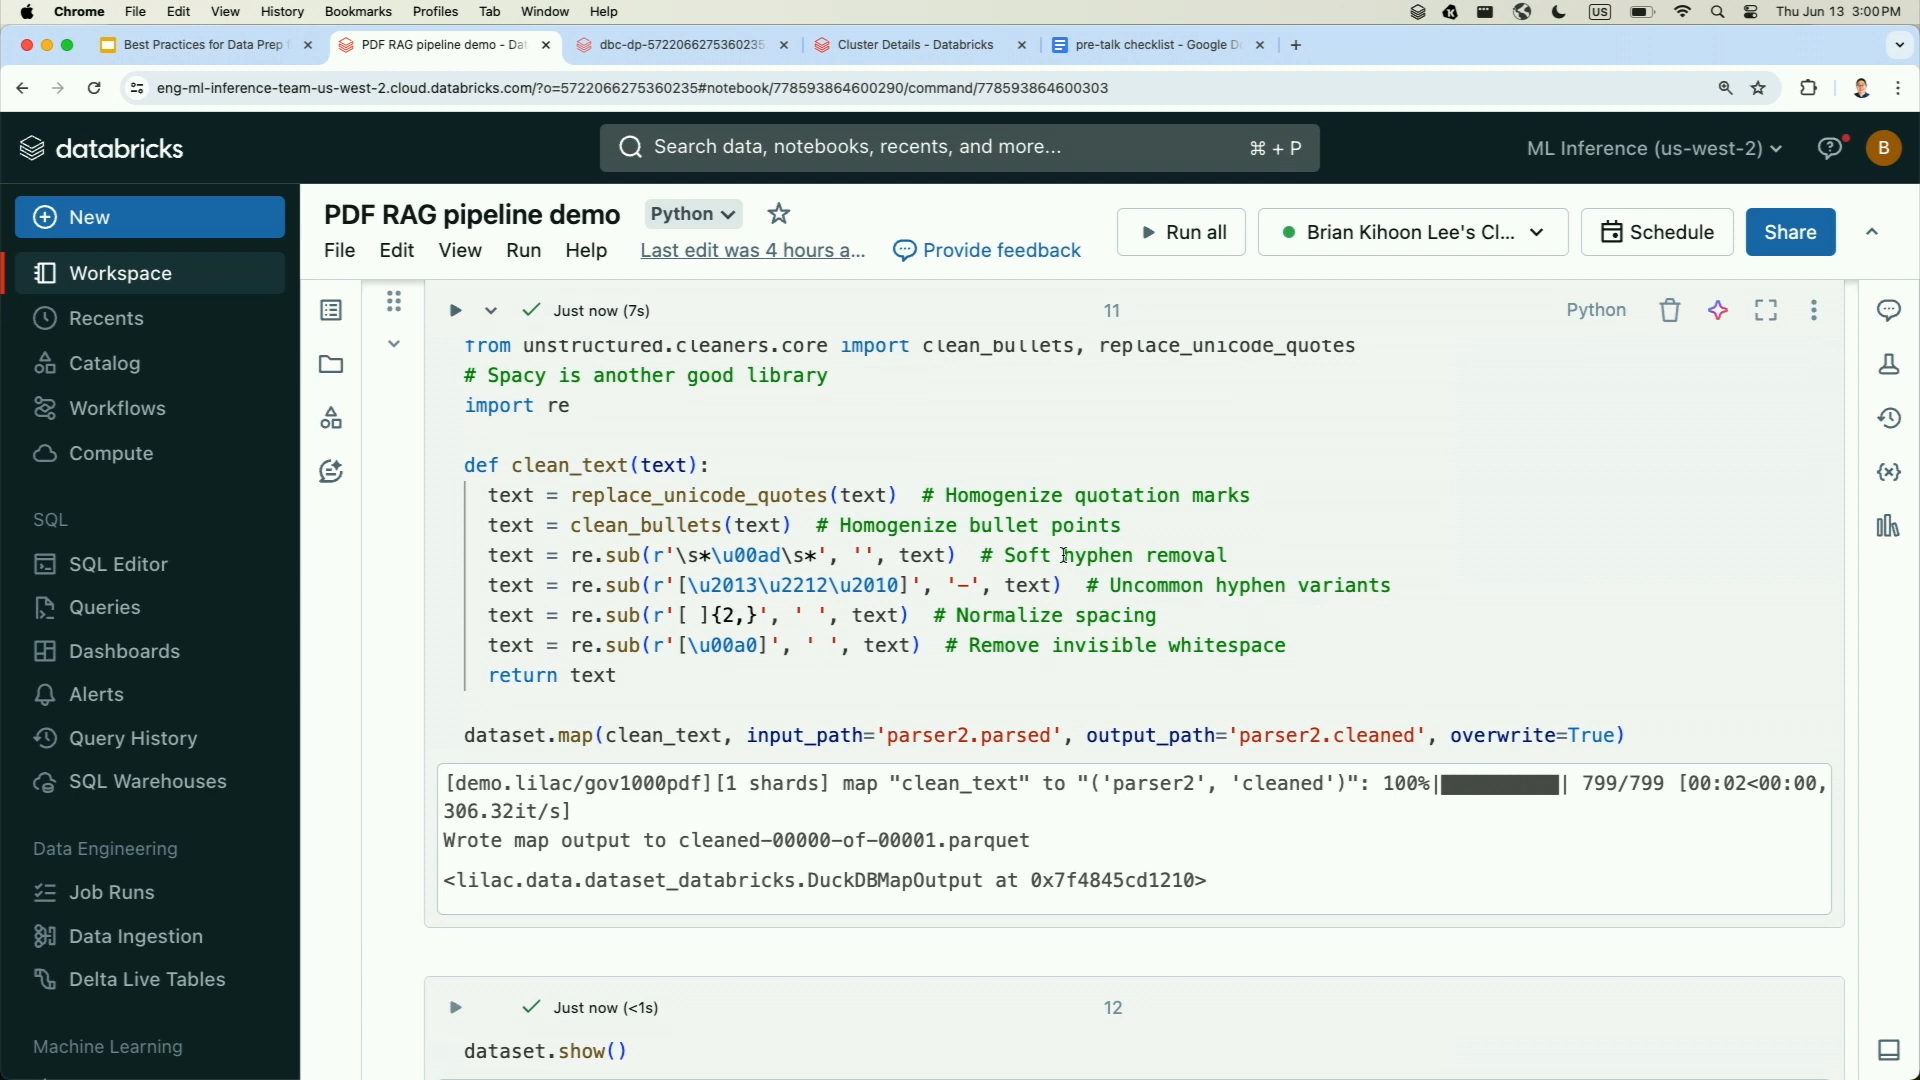 Chrome File Edit View History Bookmarks Profiles Tab Window Help US Thu Jun 13 3:00 PM
Best Practices for Data Prep PDF RAG pipeline demo - Dat dbc-dp-5722066275360235 Cluster Details - Databricks pre-talk checklist - Google D
eng-ml-inference-team-us-west-2.cloud.databricks.com/?o=5722066275360235#notebook/778593864600290/command/778593864600303
databricks
Search data, notebooks, recents, and more...
⌘ + P
ML Inference (us-west-2)
B
New
Workspace
Recents
Catalog
Workflows
Compute
SQL
SQL Editor
Queries
Dashboards
Alerts
Query History
SQL Warehouses
Data Engineering
Job Runs
Data Ingestion
Delta Live Tables
Machine Learning
PDF RAG pipeline demo Python
File Edit View Run Help Last edit was 4 hours a... Provide feedback
Run all
Brian Kihoon Lee's Cl...
Schedule
Share
Just now (7s)
11
Python
from unstructured.cleaners.core import clean_bullets, replace_unicode_quotes
# Spacy is another good library
import re
def clean_text(text):
text = replace_unicode_quotes(text) # Homogenize quotation marks
text = clean_bullets(text) # Homogenize bullet points
text = re.sub(r'\s*\u00ad\s*', '', text) # Soft hyphen removal
text = re.sub(r'[\u2013\u2212\u2010]', '-', text) # Uncommon hyphen variants
text = re.sub(r'[ ]{2,}', ' ', text) # Normalize spacing
text = re.sub(r'[\u00a0]', ' ', text) # Remove invisible whitespace
return text
dataset.map(clean_text, input_path='parser2.parsed', output_path='parser2.cleaned', overwrite=True)
[demo.lilac/gov1000pdf][1 shards] map "clean_text" to "('parser2', 'cleaned')": 100%|██████████| 799/799 [00:02<00:00,
306.32it/s]
Wrote map output to cleaned-00000-of-00001.parquet
<lilac.data.dataset_databricks.DuckDBMapOutput at 0x7f4845cd1210>
Just now (<1s)
12
dataset.show()